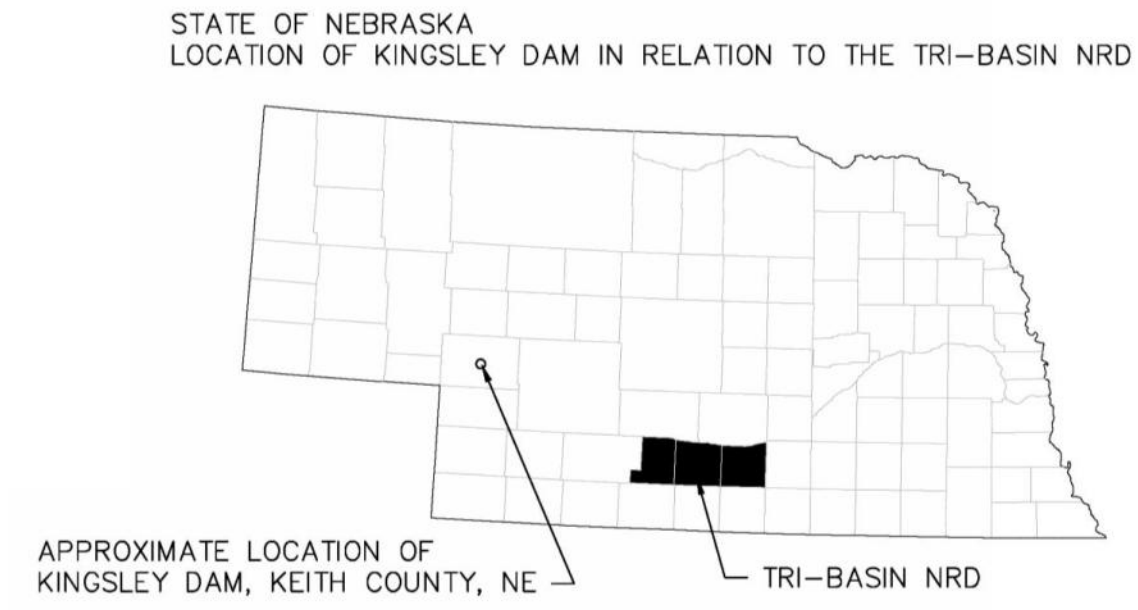 STATE OF NEBRASKA
LOCATION OF KINGSLEY DAM IN RELATION TO THE TRI-BASIN NRD
APPROXIMATE LOCATION OF
KINGSLEY DAM, KEITH COUNTY, NE
TRI-BASIN NRD